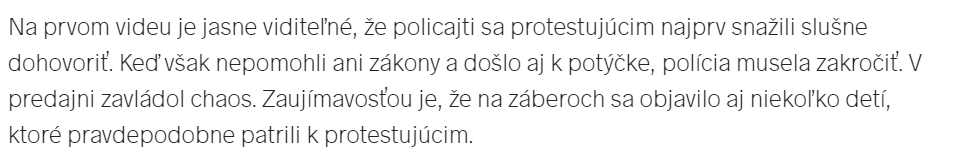 Na prvom videu je jasne viditeľné, že policajti sa protestujúcim najprv snažili slušne
dohovoriť. Keď však nepomohli ani zákony a došlo aj k potýčke, polícia musela zakročiť. V
predajni zavládol chaos. Zaujímavosťou je, že na záberoch sa objavilo aj niekoľko detí,
ktoré pravdepodobne patrili k protestujúcim.